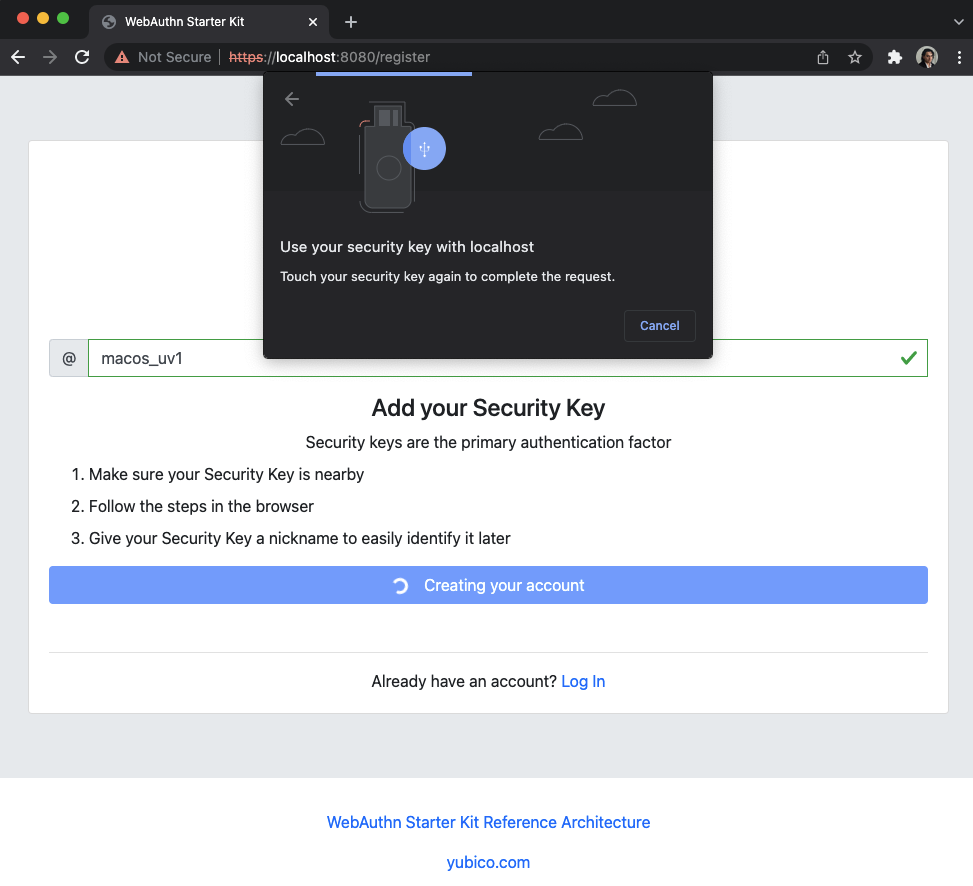 WebAuthn Starter Kit
Not Secure https://localhost:8080/register
Use your security key with localhost
Touch your security key again to complete the request.
Cancel
@ macos_uv1
Add your Security Key
Security keys are the primary authentication factor
1. Make sure your Security Key is nearby
2. Follow the steps in the browser
3. Give your Security Key a nickname to easily identify it later
Creating your account
Already have an account? Log In
WebAuthn Starter Kit Reference Architecture
yubico.com